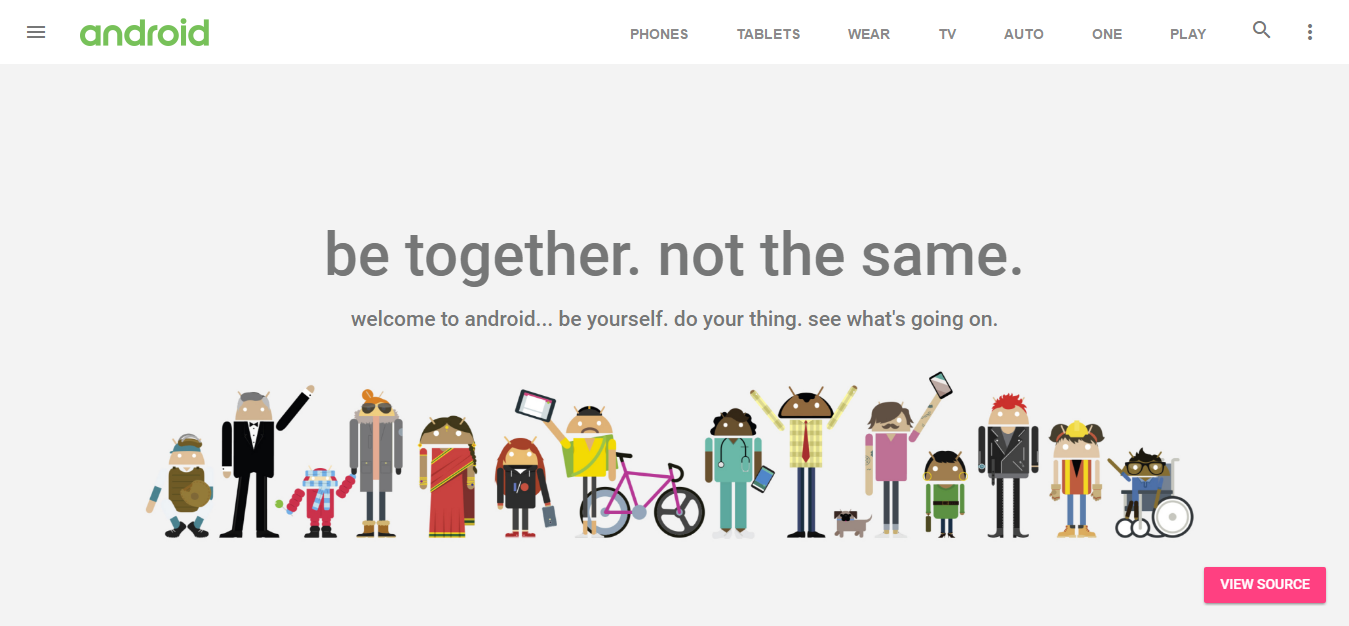 android PHONES TABLETS WEAR TV AUTO ONE PLAY
be together. not the same.
welcome to android... be yourself. do your thing. see what's going on.
VIEW SOURCE